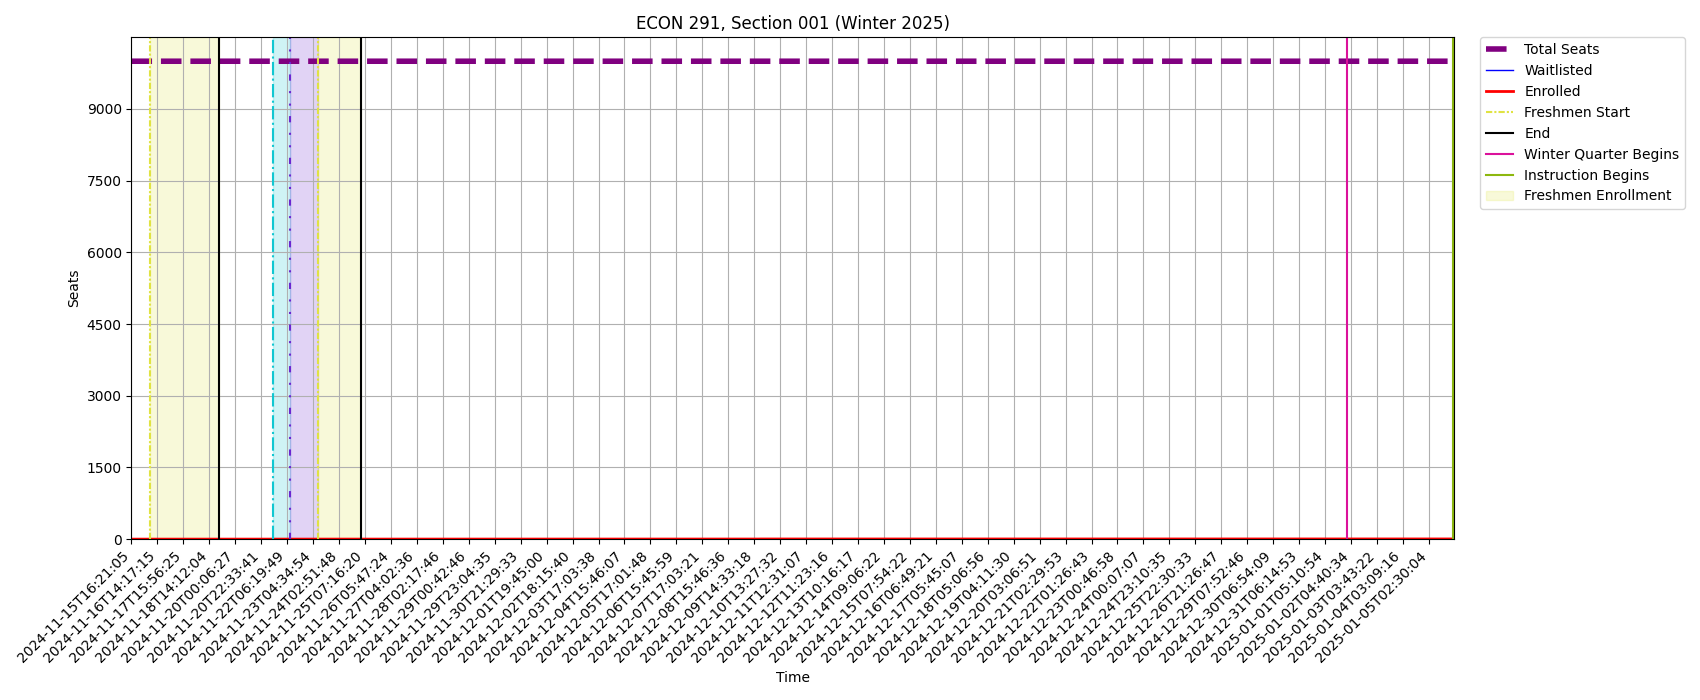 ECON 291, Section 001 (Winter 2025)
Total Seats
Waitlisted
Enrolled
Freshmen Start
End
Winter Quarter Begins
Instruction Begins
Freshmen Enrollment
Seats
9000
7500
6000
4500
3000
1500
0
2024-11-15T16:21:05
2024-11-16T14:17:15
2024-11-17T15:56:25
2024-11-18T14:12:04
2024-11-20T00:06:27
2024-11-20T22:33:41
2024-11-22T06:19:49
2024-11-23T04:34:54
2024-11-24T02:51:48
2024-11-25T07:16:20
2024-11-26T05:47:24
2024-11-27T04:02:36
2024-11-28T02:17:46
2024-11-29T00:42:46
2024-11-29T23:04:35
2024-11-30T21:29:33
2024-12-01T19:45:00
2024-12-02T18:15:40
2024-12-03T17:03:38
2024-12-04T15:46:07
2024-12-05T17:01:48
2024-12-06T15:45:59
2024-12-07T17:03:21
2024-12-08T15:46:36
2024-12-09T14:33:18
2024-12-10T13:27:32
2024-12-11T12:31:07
2024-12-12T11:23:16
2024-12-13T10:16:17
2024-12-14T09:06:22
2024-12-15T07:54:22
2024-12-16T06:49:21
2024-12-17T05:45:07
2024-12-18T05:06:56
2024-12-19T04:11:30
2024-12-20T03:06:51
2024-12-21T02:29:53
2024-12-22T01:26:43
2024-12-23T00:46:58
2024-12-24T00:07:07
2024-12-24T23:10:35
2024-12-25T22:30:33
2024-12-26T21:26:47
2024-12-29T07:52:46
2024-12-30T06:54:09
2024-12-31T06:14:53
2025-01-01T05:10:54
2025-01-02T04:40:34
2025-01-03T03:43:22
2025-01-04T03:09:16
2025-01-05T02:30:04
Time